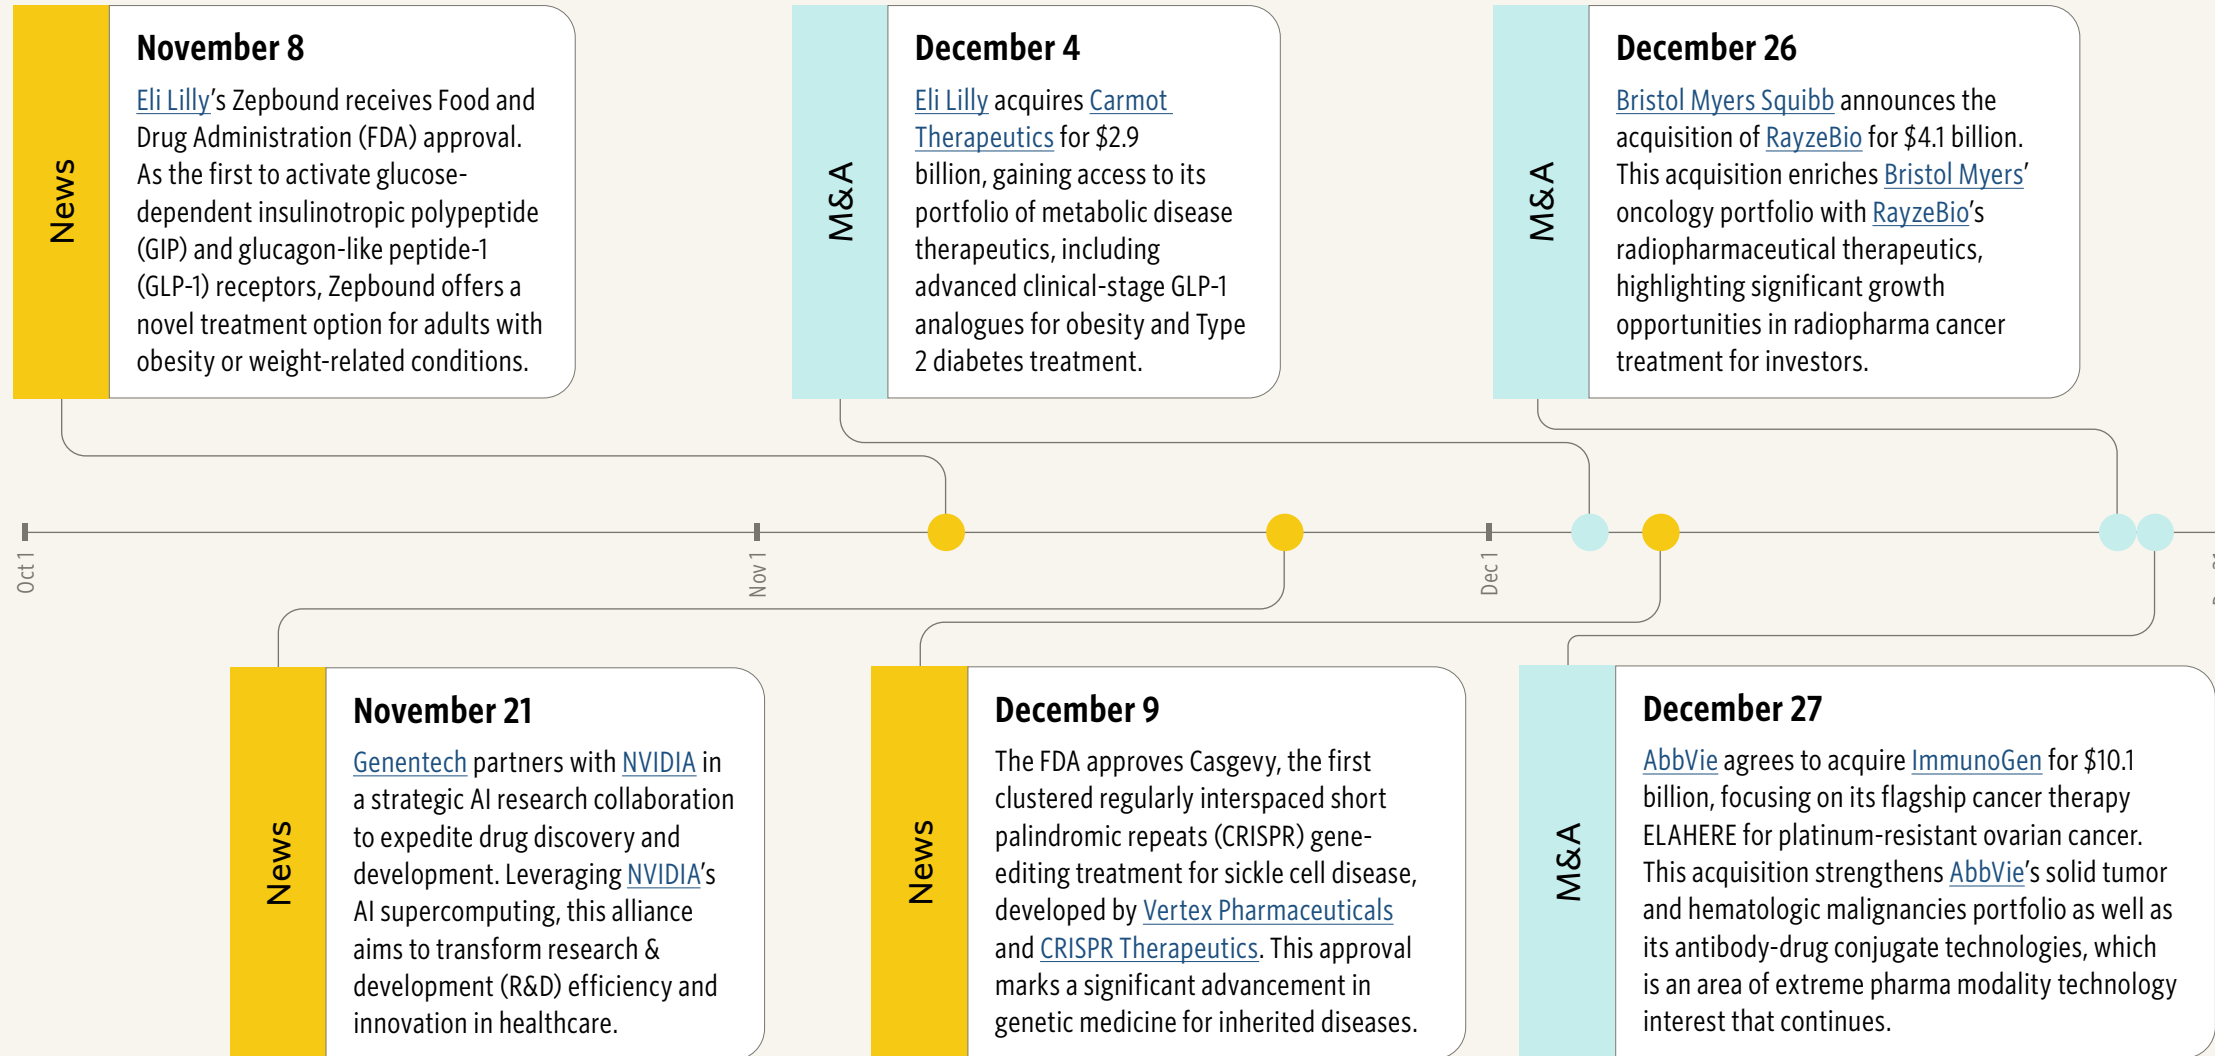 News
November 8
Eli Lilly's Zepbound receives Food and
Drug Administration (FDA) approval.
As the first to activate glucose-
dependent insulinotropic polypeptide
(GIP) and glucagon-like peptide-1
(GLP-1) receptors, Zepbound offers a
novel treatment option for adults with
obesity or weight-related conditions.
M&A
December 4
Eli Lilly acquires Carmot
Therapeutics for $2.9
billion, gaining access to its
portfolio of metabolic disease
therapeutics, including
advanced clinical-stage GLP-1
analogues for obesity and Type
2 diabetes treatment.
M&A
December 26
Bristol Myers Squibb announces the
acquisition of RayzeBio for $4.1 billion.
This acquisition enriches Bristol Myers'
oncology portfolio with RayzeBio's
radiopharmaceutical therapeutics,
highlighting significant growth
opportunities in radiopharma cancer
treatment for investors.
Oct 1
Nov 1
Dec 1
News
November 21
Genentech partners with NVIDIA in
a strategic AI research collaboration
to expedite drug discovery and
development. Leveraging NVIDIA's
AI supercomputing, this alliance
aims to transform research &
development (R&D) efficiency and
innovation in healthcare.
News
December 9
The FDA approves Casgevy, the first
clustered regularly interspaced short
palindromic repeats (CRISPR) gene-
editing treatment for sickle cell disease,
developed by Vertex Pharmaceuticals
and CRISPR Therapeutics. This approval
marks a significant advancement in
genetic medicine for inherited diseases.
M&A
December 27
AbbVie agrees to acquire ImmunoGen for $10.1
billion, focusing on its flagship cancer therapy
ELAHERE for platinum-resistant ovarian cancer.
This acquisition strengthens AbbVie's solid tumor
and hematologic malignancies portfolio as well as
its antibody-drug conjugate technologies, which
is an area of extreme pharma modality technology
interest that continues.